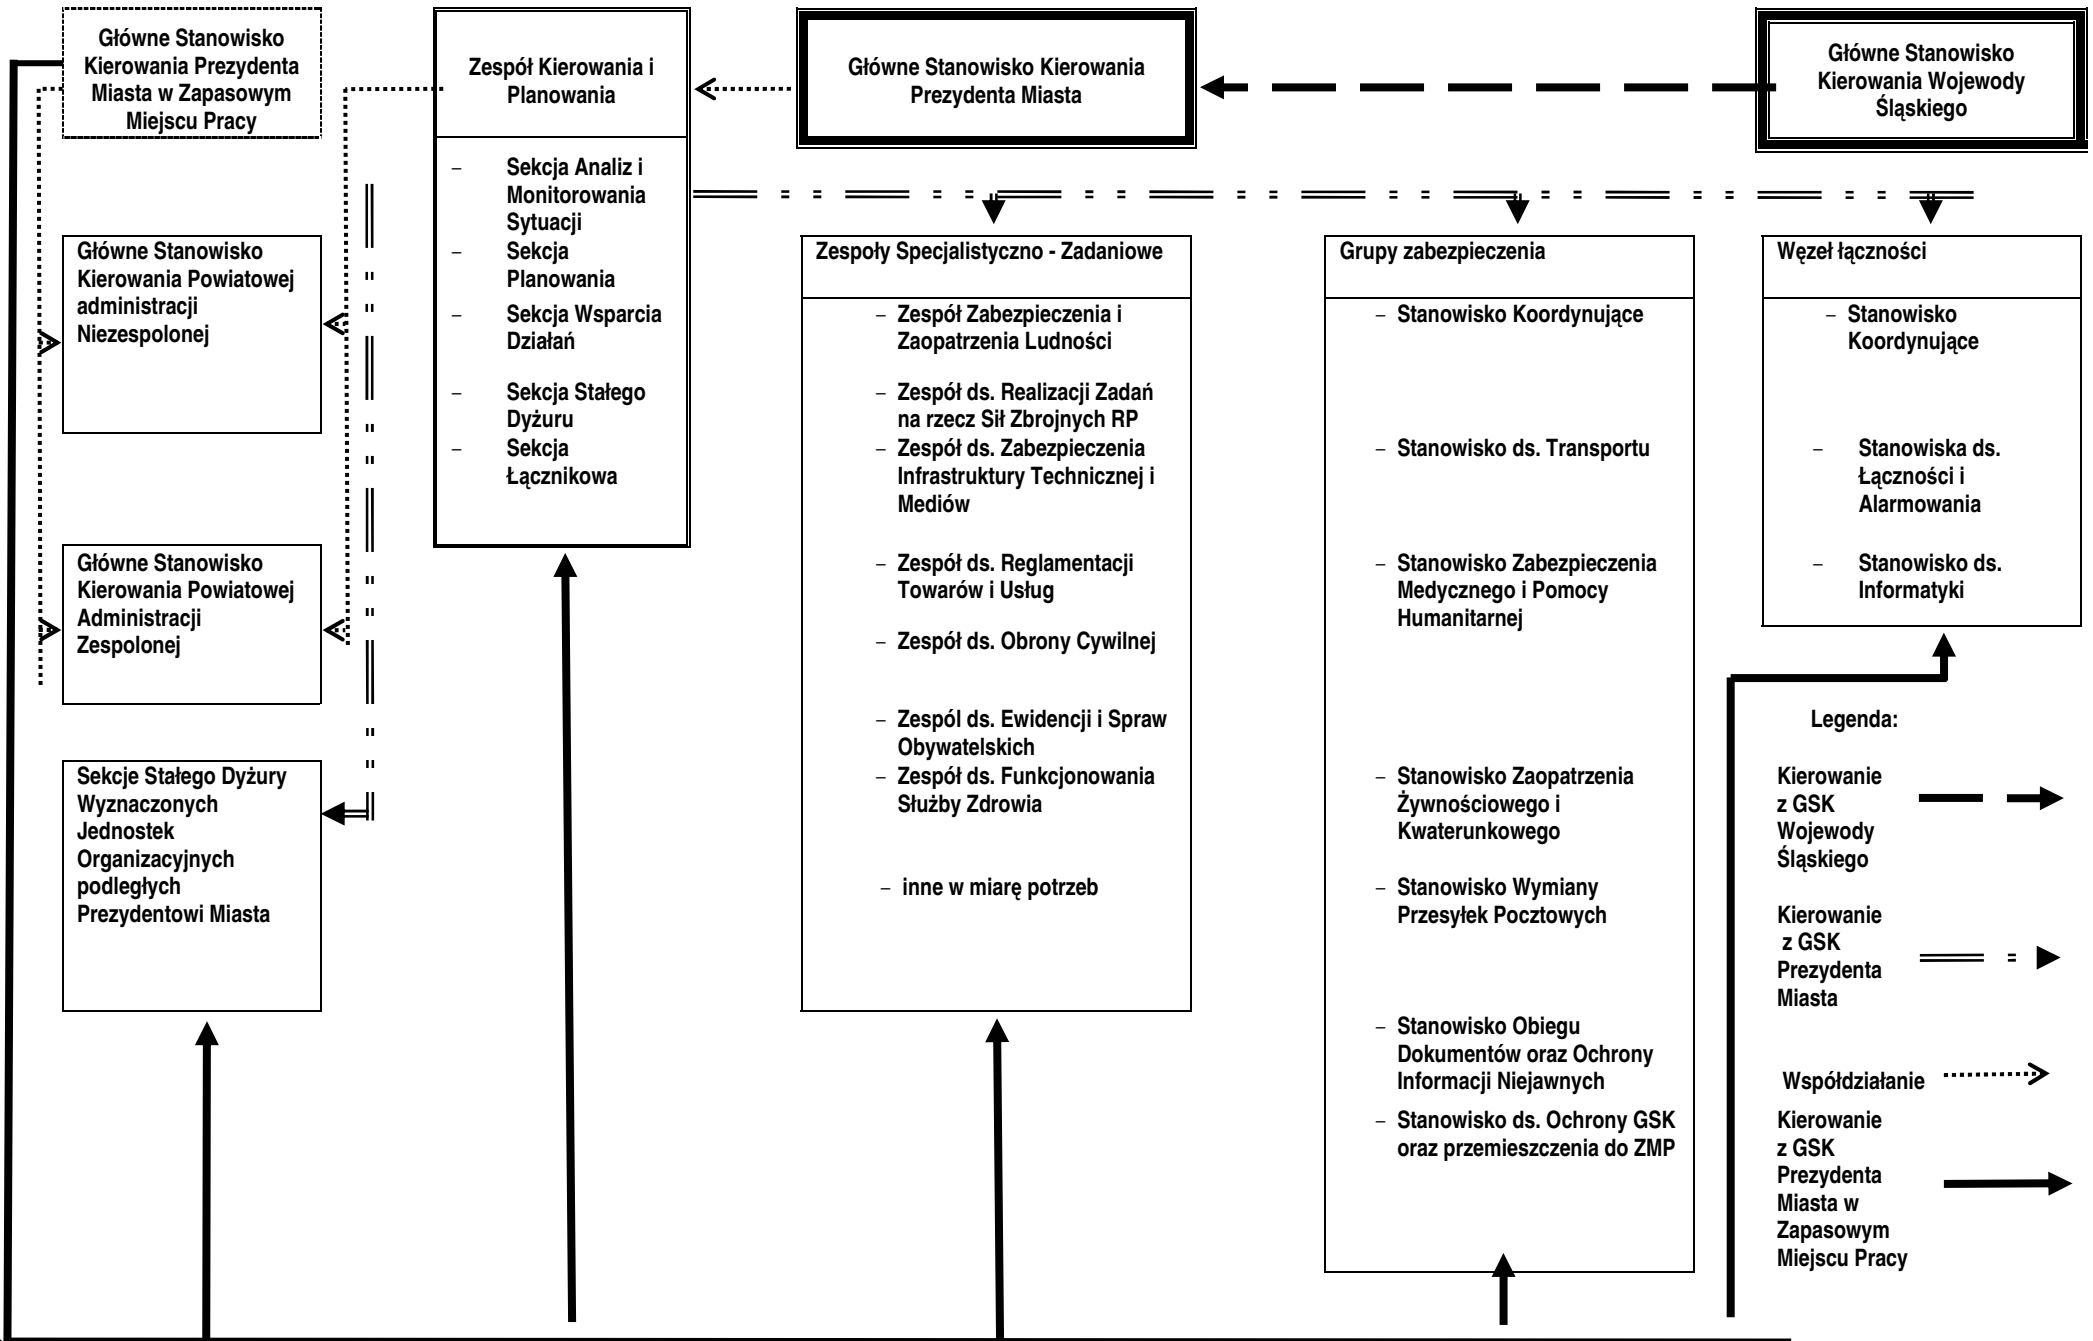 Główne Stanowisko
Kierowania Prezydenta
Miasta w Zapasowym
Miejscu Pracy
Zespół Kierowania i
Planowania
Główne Stanowisko Kierowania
Prezydenta Miasta
Główne Stanowisko
Kierowania Wojewody
Śląskiego
Główne Stanowisko
Kierowania Powiatowej
administracji
Niezespolonej
Główne Stanowisko
Kierowania Powiatowej
Administracji
Zespolonej
Sekcje Stałego Dyżury
Wyznaczonych
Jednostek
Organizacyjnych
podległych
Prezydentowi Miasta
– Sekcja Analiz i
Monitorowania
Sytuacji
– Sekcja
Planowania
– Sekcja Wsparcia
Działań
– Sekcja Stałego
Dyżuru
– Sekcja
Łącznikowa
Zespoły Specjalistyczno - Zadaniowe
– Zespół Zabezpieczenia i
Zaopatrzenia Ludności
– Zespół ds. Realizacji Zadań
na rzecz Sił Zbrojnych RP
– Zespół ds. Zabezpieczenia
Infrastruktury Technicznej i
Mediów
– Zespół ds. Reglamentacji
Towarów i Usług
– Zespół ds. Obrony Cywilnej
– Zespól ds. Ewidencji i Spraw
Obywatelskich
– Zespół ds. Funkcjonowania
Służby Zdrowia
– inne w miarę potrzeb
Grupy zabezpieczenia
– Stanowisko Koordynujące
– Stanowisko ds. Transportu
– Stanowisko Zabezpieczenia
Medycznego i Pomocy
Humanitarnej
– Stanowisko Zaopatrzenia
Żywnościowego i
Kwaterunkowego
– Stanowisko Wymiany
Przesyłek Pocztowych
– Stanowisko Obiegu
Dokumentów oraz Ochrony
Informacji Niejawnych
– Stanowisko ds. Ochrony GSK
oraz przemieszczenia do ZMP
Węzeł łączności
– Stanowisko
Koordynujące
– Stanowiska ds.
Łączności i
Alarmowania
– Stanowisko ds.
Informatyki
Legenda:
Kierowanie
z GSK
Wojewody
Śląskiego
Kierowanie
z GSK
Prezydenta
Miasta
Współdziałanie
Kierowanie
z GSK
Prezydenta
Miasta w
Zapasowym
Miejscu Pracy